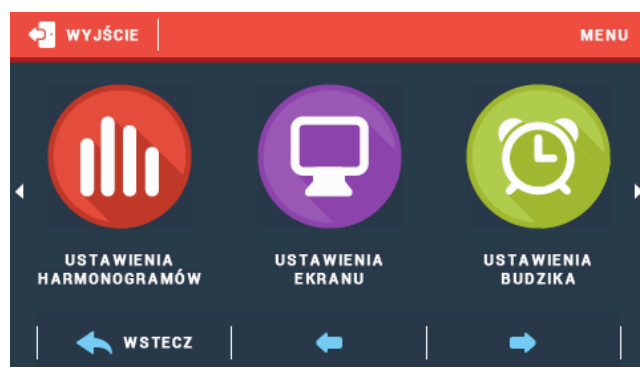 WYJŚCIE
MENU
USTAWIENIA
HARMONOGRAMÓW
USTAWIENIA
EKRANU
USTAWIENIA
BUDZIKA
WSTECZ